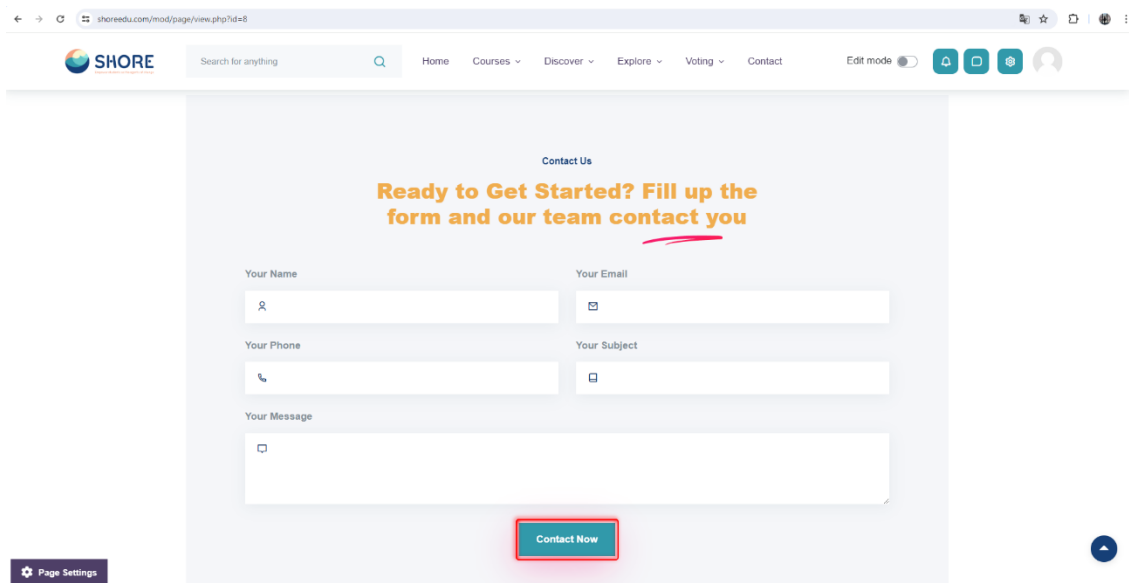 shoreedu.com/mod/page/view.php?id=8
SHORE
Search for anything
Home Courses Discover Explore Voting Contact
Edit mode
Contact Us
Ready to Get Started? Fill up the
form and our team contact you
Your Name Your Email
Your Phone Your Subject
Your Message
Contact Now
Page Settings